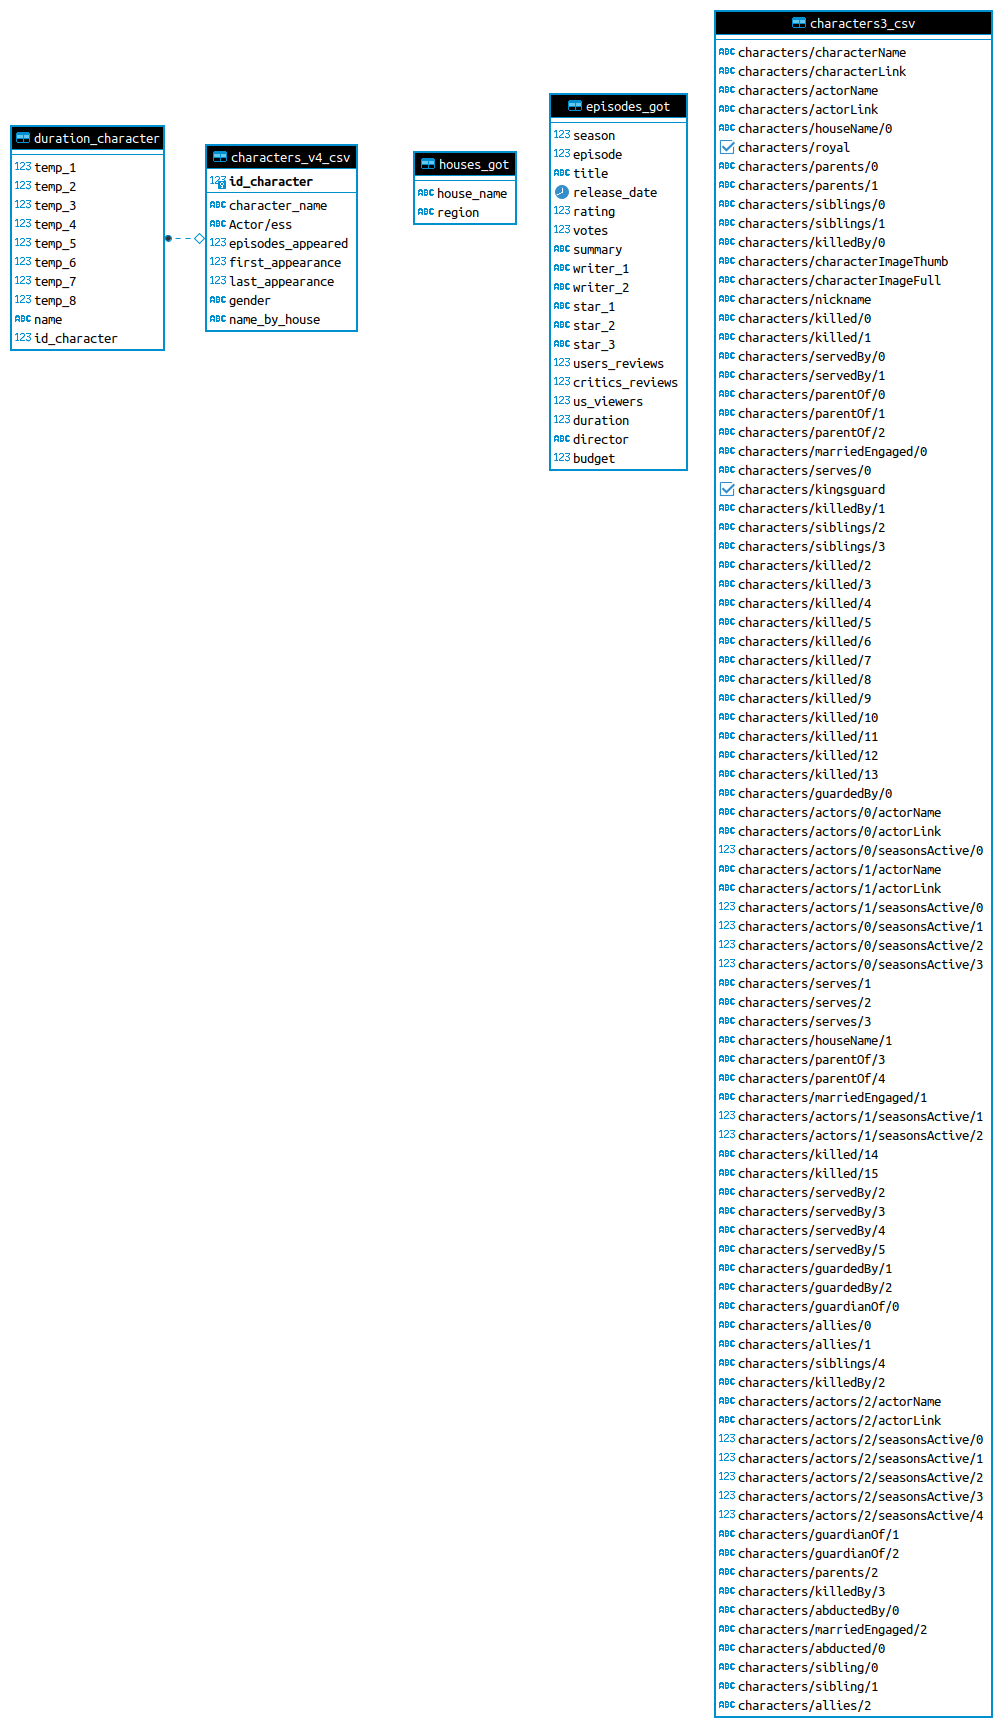 duration_character
123 temp_1
123 temp_2
123 temp_3
123 temp_4
123 temp_5
123 temp_6
123 temp_7
123 temp_8
ABC name
123 id_character
characters_v4_csv
123 id_character
ABC character_name
ABC Actor/ess
123 episodes_appeared
123 first_appearance
123 last_appearance
ABC gender
ABC name_by_house
houses_got
ABC house_name
ABC region
episodes_got
123 season
123 episode
ABC title
release_date
123 rating
123 votes
ABC summary
ABC writer_1
ABC writer_2
ABC star_1
ABC star_2
ABC star_3
123 users_reviews
123 critics_reviews
123 us_viewers
123 duration
ABC director
123 budget
characters3_csv
ABC characters/characterName
ABC characters/characterLink
ABC characters/actorName
ABC characters/actorLink
ABC characters/houseName/0
characters/royal
ABC characters/parents/0
ABC characters/parents/1
ABC characters/siblings/0
ABC characters/siblings/1
ABC characters/killedBy/0
ABC characters/characterImageThumb
ABC characters/characterImageFull
ABC characters/nickname
ABC characters/killed/0
ABC characters/killed/1
ABC characters/servedBy/0
ABC characters/servedBy/1
ABC characters/parentOf/0
ABC characters/parentOf/1
ABC characters/parentOf/2
ABC characters/marriedEngaged/0
ABC characters/serves/0
characters/kingsguard
ABC characters/killedBy/1
ABC characters/siblings/2
ABC characters/siblings/3
ABC characters/killed/2
ABC characters/killed/3
ABC characters/killed/4
ABC characters/killed/5
ABC characters/killed/6
ABC characters/killed/7
ABC characters/killed/8
ABC characters/killed/9
ABC characters/killed/10
ABC characters/killed/11
ABC characters/killed/12
ABC characters/killed/13
ABC characters/guardedBy/0
ABC characters/actors/0/actorName
ABC characters/actors/0/actorLink
123 characters/actors/0/seasonsActive/0
ABC characters/actors/1/actorName
ABC characters/actors/1/actorLink
123 characters/actors/1/seasonsActive/0
123 characters/actors/0/seasonsActive/1
123 characters/actors/0/seasonsActive/2
123 characters/actors/0/seasonsActive/3
ABC characters/serves/1
ABC characters/serves/2
ABC characters/serves/3
ABC characters/houseName/1
ABC characters/parentOf/3
ABC characters/parentOf/4
ABC characters/marriedEngaged/1
123 characters/actors/1/seasonsActive/1
123 characters/actors/1/seasonsActive/2
ABC characters/killed/14
ABC characters/killed/15
ABC characters/servedBy/2
ABC characters/servedBy/3
ABC characters/servedBy/4
ABC characters/servedBy/5
ABC characters/guardedBy/1
ABC characters/guardedBy/2
ABC characters/guardianOf/0
ABC characters/allies/0
ABC characters/allies/1
ABC characters/siblings/4
ABC characters/killedBy/2
ABC characters/actors/2/actorName
ABC characters/actors/2/actorLink
123 characters/actors/2/seasonsActive/0
123 characters/actors/2/seasonsActive/1
123 characters/actors/2/seasonsActive/2
123 characters/actors/2/seasonsActive/3
123 characters/actors/2/seasonsActive/4
ABC characters/guardianOf/1
ABC characters/guardianOf/2
ABC characters/parents/2
ABC characters/killedBy/3
ABC characters/abductedBy/0
ABC characters/marriedEngaged/2
ABC characters/abducted/0
ABC characters/sibling/0
ABC characters/sibling/1
ABC characters/allies/2